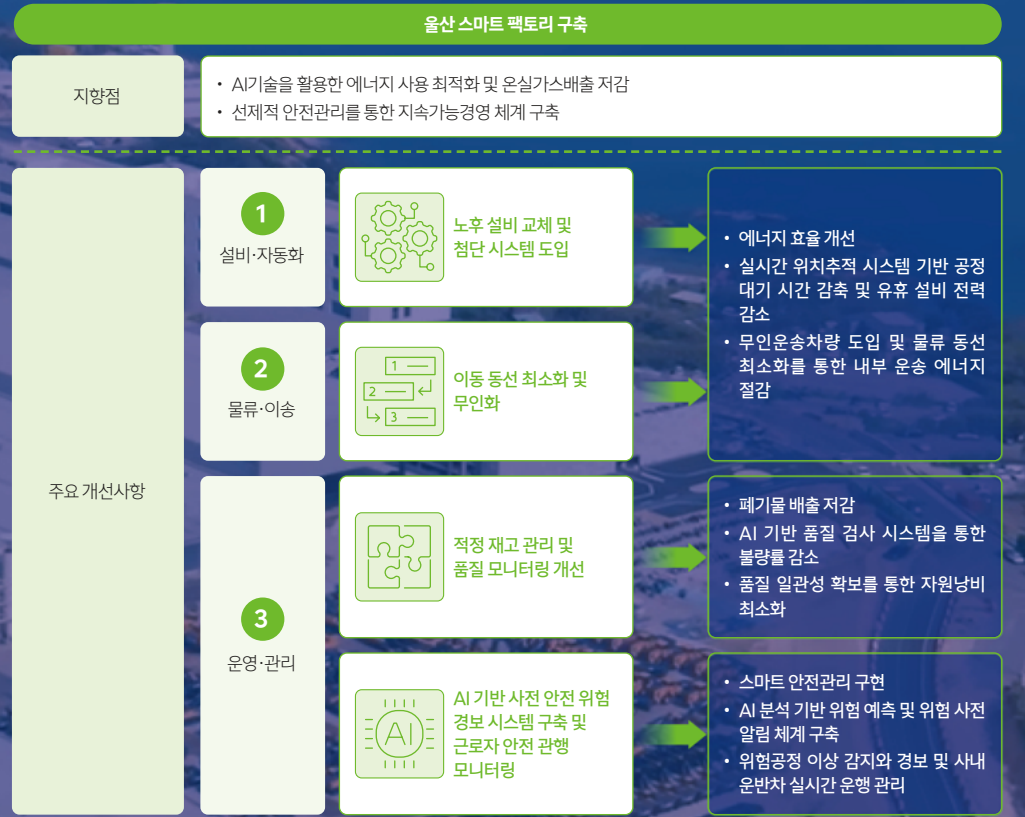 울산 스마트 팩토리 구축
지향점
• AI기술을 활용한 에너지 사용 최적화 및 온실가스배출 저감
• 선제적 안전관리를 통한 지속가능경영 체계 구축
주요 개선사항
1
설비·자동화
노후 설비 교체 및
첨단 시스템 도입
2
물류·이송
1
2
3
이동 동선 최소화 및
무인화
• 에너지 효율 개선
• 실시간 위치추적 시스템 기반 공정
대기 시간 감축 및 유휴 설비 전력
감소
• 무인운송차량 도입 및 물류 동선
최소화를 통한 내부 운송 에너지
절감
3
운영·관리
적정 재고 관리 및
품질 모니터링 개선
• 폐기물 배출 저감
• AI 기반 품질 검사 시스템을 통한
불량률 감소
• 품질 일관성 확보를 통한 자원낭비
최소화
AI
AI 기반 사전 안전 위험
경보 시스템 구축 및
근로자 안전 관행
모니터링
• 스마트 안전관리 구현
• AI 분석 기반 위험 예측 및 위험 사전
알림 체계 구축
• 위험공정 이상 감지와 경보 및 사내
운반차 실시간 운행 관리